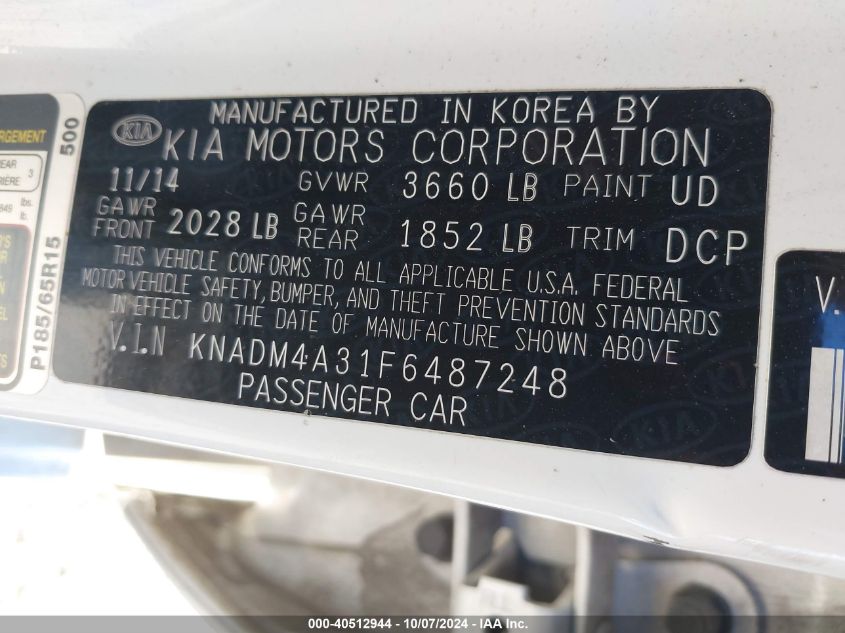 MANUFACTURED IN KOREA BY
KIA KIA MOTORS CORPORATION
11/14 GVWR 3660 LB PAINT UD
GAWR FRONT 2028 LB GAWR REAR 1852 LB TRIM DCP
THIS VEHICLE CONFORMS TO ALL APPLICABLE U.S.A. FEDERAL
MOTOR VEHICLE SAFETY, BUMPER, AND THEFT PREVENTION STANDARDS
IN EFFECT ON THE DATE OF MANUFACTURE SHOWN ABOVE
V.I.N KNADM4A31F6487248
PASSENGER CAR
KIA
500
P185/65R15
3
lbs.
V.
000-40512944 - 10/07/2024 - IAA Inc.